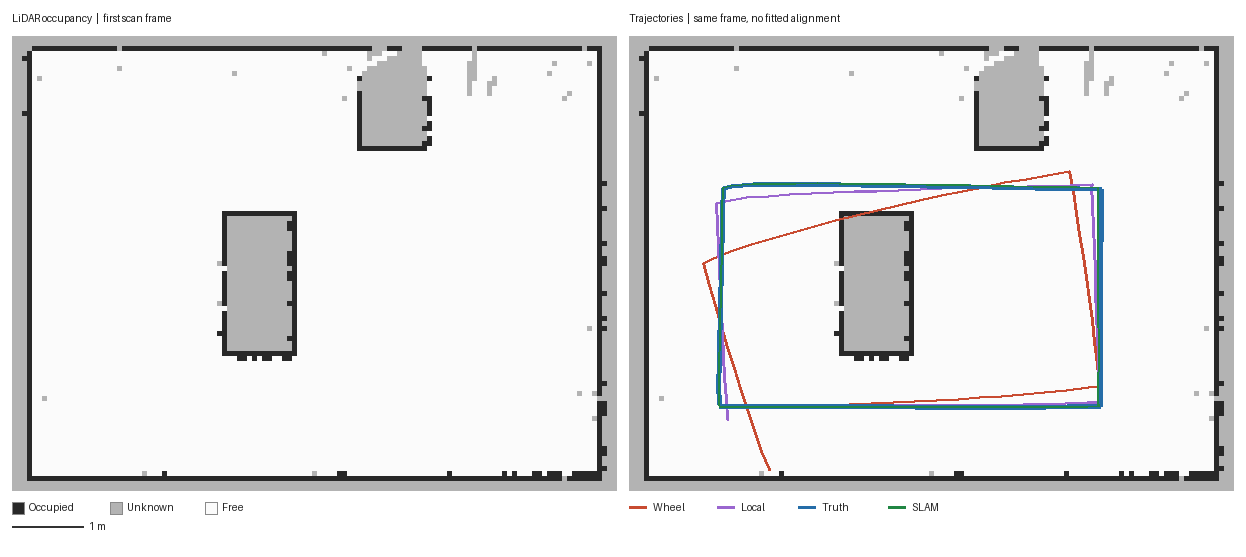 LiDAR occupancy | first scan frame
Trajectories | same frame, no fitted alignment
Occupied
Unknown
Free
1 m
Wheel
Local
Truth
SLAM